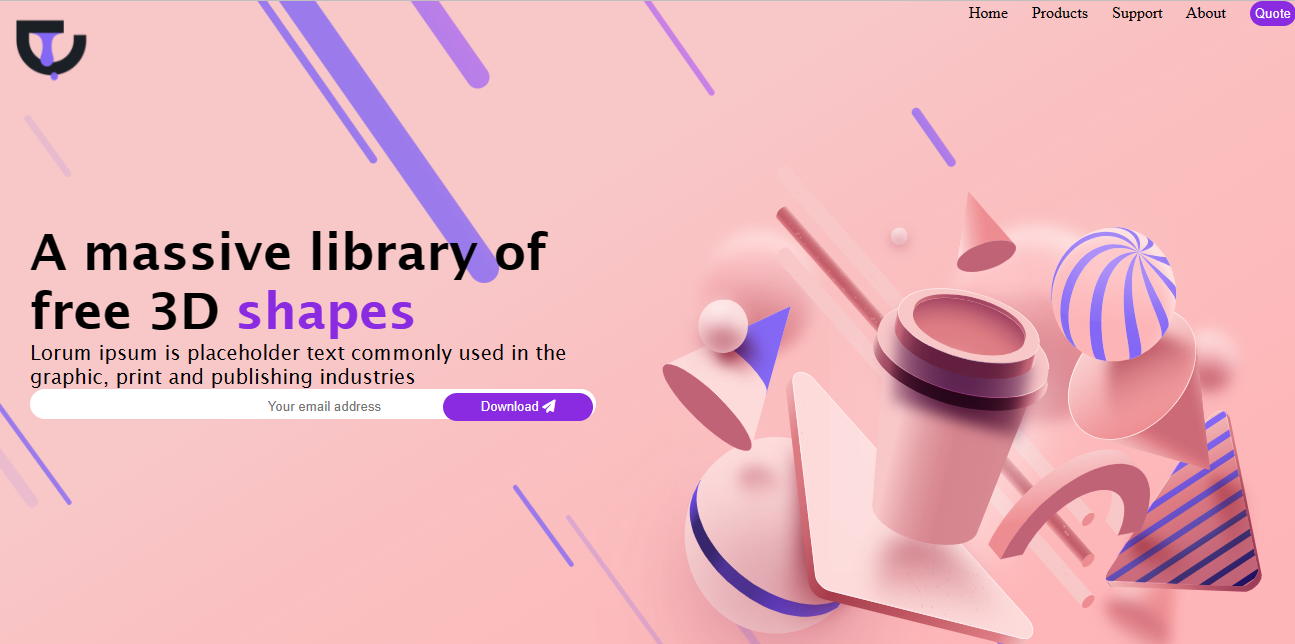 Home Products Support About Quote
A massive library of
free 3D shapes
Lorum ipsum is placeholder text commonly used in the
graphic, print and publishing industries
Your email address Download